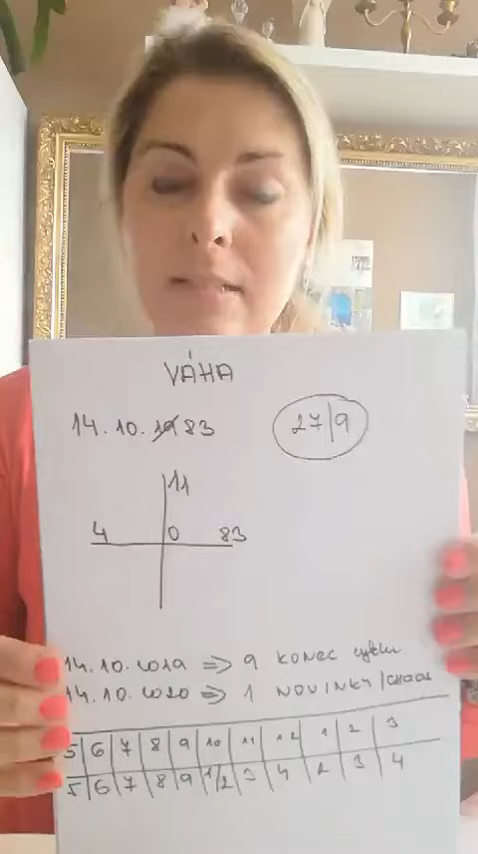 VÁHA
14.10.1983 27/9
11
4 0 83
14.10.2019 => 9 KONEC cyklu
14.10.2020 => 1 NOVINKY/CHAOS
5 6 7 8 9 10 11 12 1 2 3
5 6 7 8 9 1/2 3 4 2 3 4